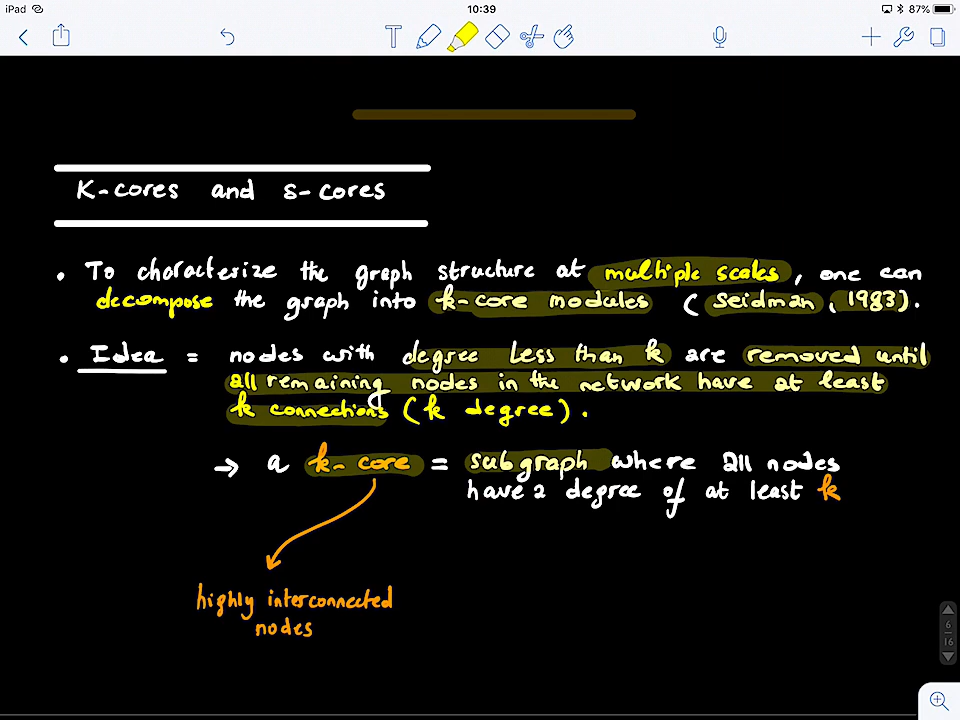 iPad 10:39 87%
T
K-cores and s-cores
• To characterize the graph structure at multiple scales, one can
decompose the graph into k-core modules (Seidman, 1983).
• Idea = nodes with degree less than k are removed until
all remaining nodes in the network have at least
k connections (k degree).
→ a k-core = subgraph where all nodes
have a degree of at least k
highly interconnected
nodes
6
16